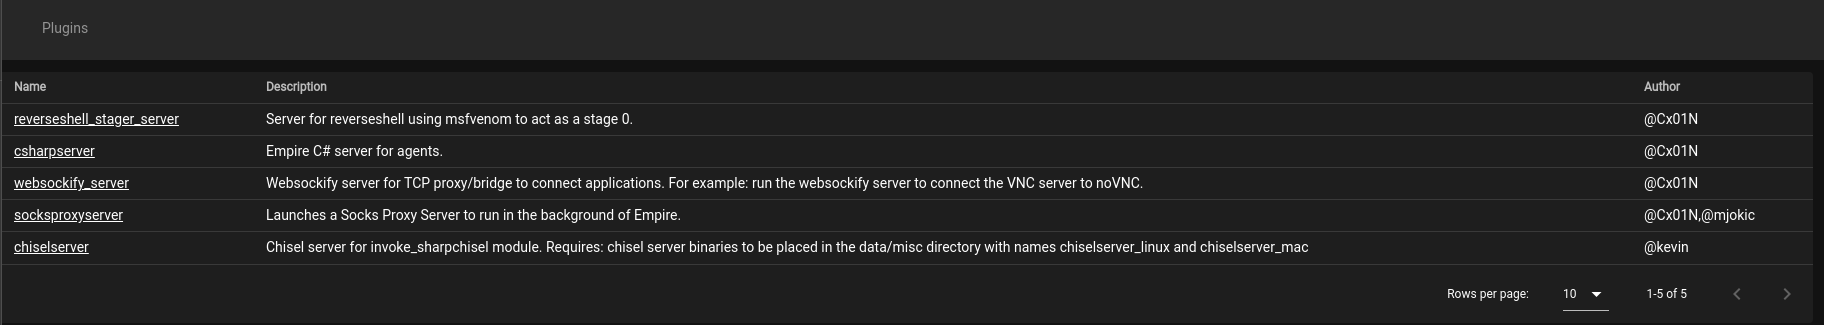 Plugins
Name Description Author
reverseshell_stager_server Server for reverseshell using msfvenom to act as a stage 0. @Cx01N
csharpserver Empire C# server for agents. @Cx01N
websockify_server Websockify server for TCP proxy/bridge to connect applications. For example: run the websockify server to connect the VNC server to noVNC. @Cx01N
socksproxyserver Launches a Socks Proxy Server to run in the background of Empire. @Cx01N,@mjokic
chiselserver Chisel server for invoke_sharpchisel module. Requires: chisel server binaries to be placed in the data/misc directory with names chiselserver_linux and chiselserver_mac @kevin
Rows per page: 10 1-5 of 5